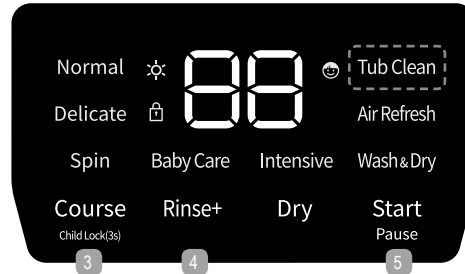 Normal 88 Tub Clean
Delicate Air Refresh
Spin Baby Care Intensive Wash&Dry
Course Rinse+ Dry Start
Child Lock(3s) Pause
3 4 5